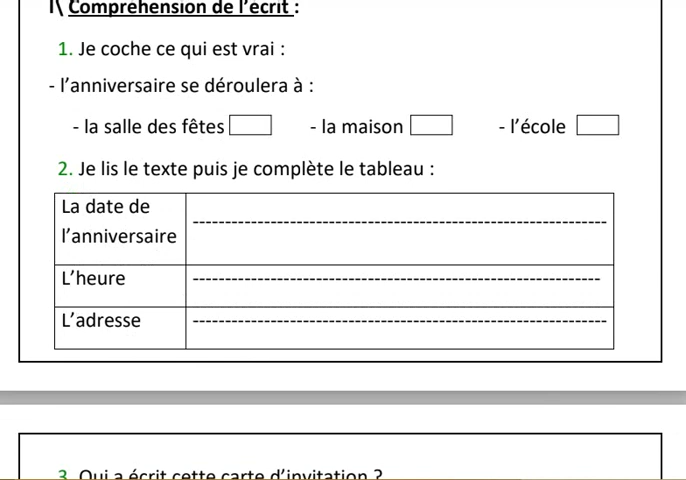 I\ Compréhension de l'écrit :
1. Je coche ce qui est vrai :
- l'anniversaire se déroulera à :
- la salle des fêtes - la maison - l'école
2. Je lis le texte puis je complète le tableau :
La date de
l'anniversaire
L'heure
L'adresse
3. Qui a écrit cette carte d'invitation ?